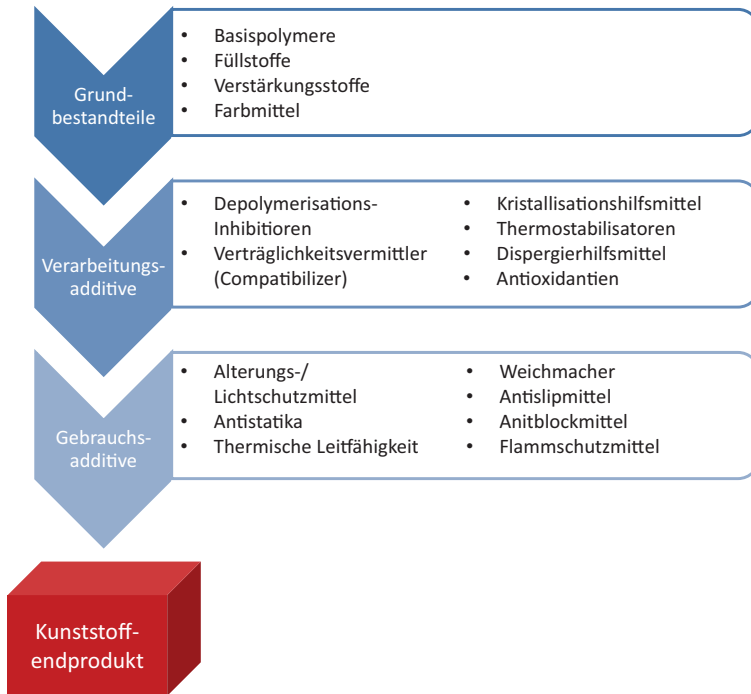 Grund-
bestandteile
• Basispolymere
• Füllstoffe
• Verstärkungsstoffe
• Farbmittel
Verarbeitungs-
additive
• Depolymerisations-
Inhibitioren
• Verträglichkeitsvermittler
(Compatibilizer)
• Kristallisationshilfsmittel
• Thermostabilisatoren
• Dispergierhilfsmittel
• Antioxidantien
Gebrauchs-
additive
• Alterungs-/
Lichtschutzmittel
• Antistatika
• Thermische Leitfähigkeit
• Weichmacher
• Antislipmittel
• Anitblockmittel
• Flammschutzmittel
Kunststoff-
endprodukt